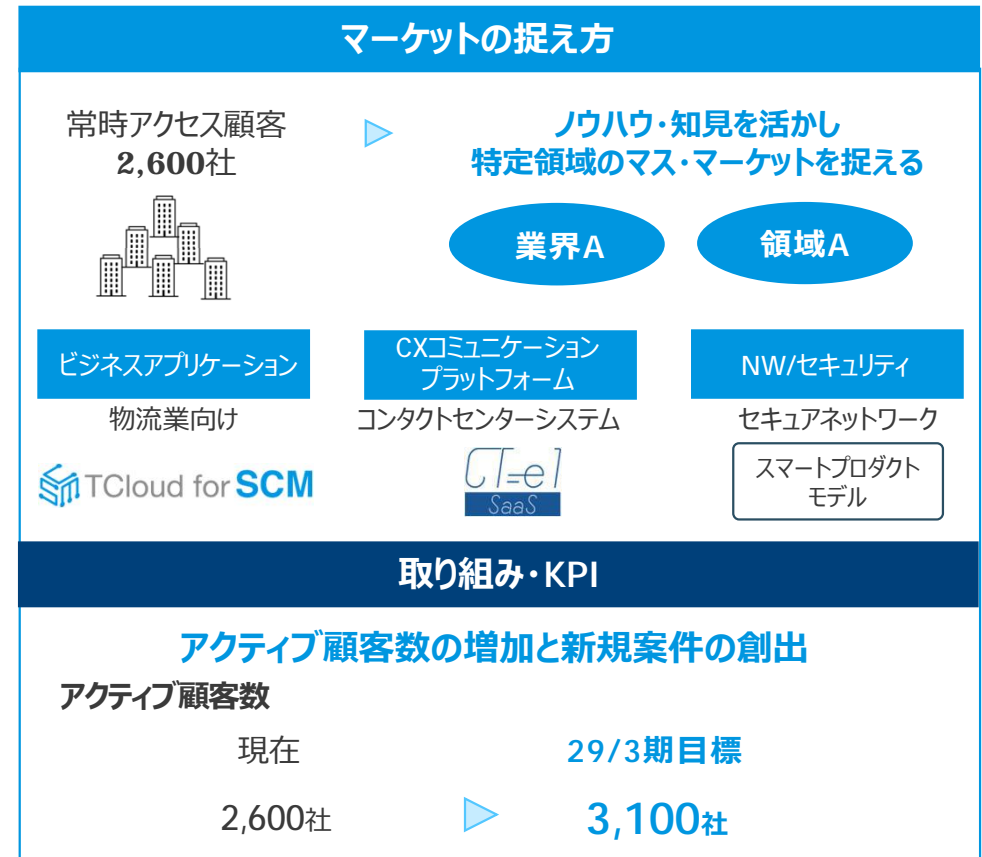 マーケットの捉え方
常時アクセス顧客
2,600社
ノウハウ・知見を活かし
特定領域のマス・マーケットを捉える
業界A
領域A
ビジネスアプリケーション
物流業向け
TCloud for SCM
CXコミュニケーション
プラットフォーム
コンタクトセンターシステム
CT=e1
SaaS
NW/セキュリティ
セキュアネットワーク
スマートプロダクト
モデル
取り組み・KPI
アクティブ顧客数の増加と新規案件の創出
アクティブ顧客数
現在
29/3期目標
2,600社
3,100社